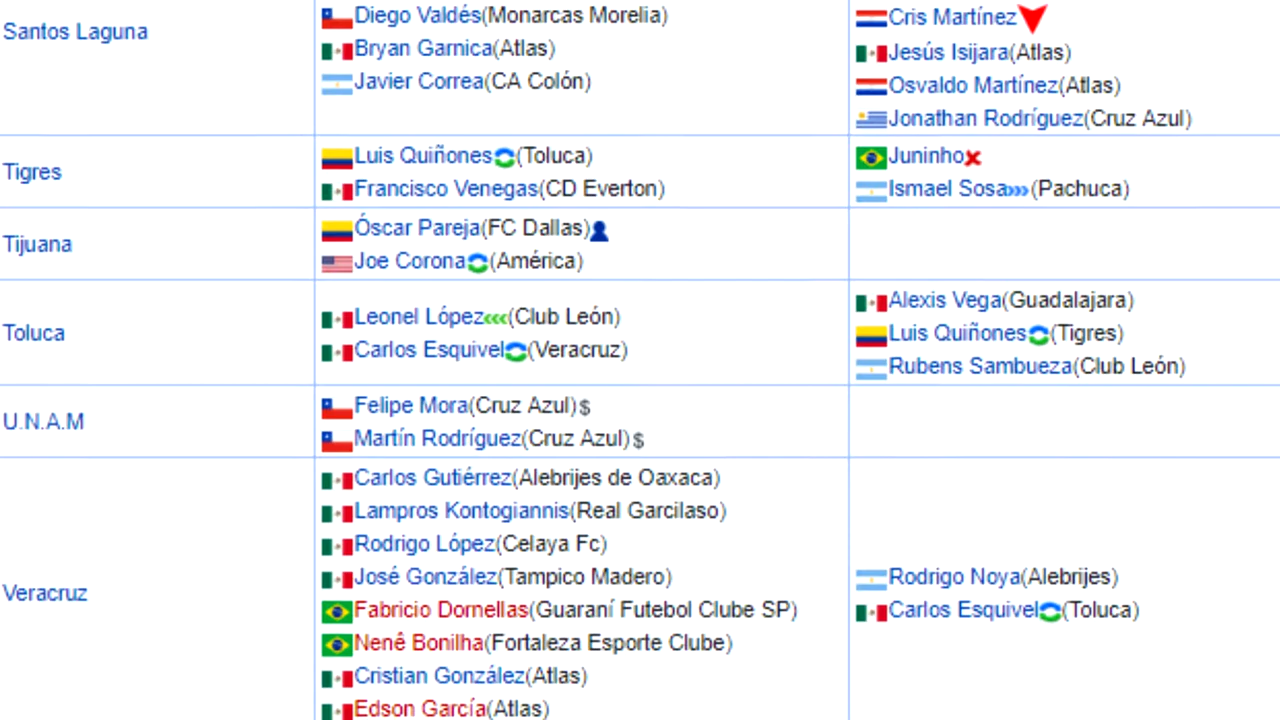 Santos Laguna
Diego Valdés(Monarcas Morelia)
Bryan Garnica(Atlas)
Javier Correa(CA Colón)
Cris Martínez
Jesús Isijara(Atlas)
Osvaldo Martínez(Atlas)
Jonathan Rodríguez(Cruz Azul)
Tigres
Luis Quiñones(Toluca)
Francisco Venegas(CD Everton)
Juninho
Ismael Sosa»»(Pachuca)
Tijuana
Óscar Pareja(FC Dallas)
Joe Corona(América)
Toluca
Leonel López«««(Club León)
Carlos Esquivel(Veracruz)
Alexis Vega(Guadalajara)
Luis Quiñones(Tigres)
Rubens Sambueza(Club León)
U.N.A.M
Felipe Mora(Cruz Azul)$
Martín Rodríguez(Cruz Azul)$
Veracruz
Carlos Gutiérrez(Alebrijes de Oaxaca)
Lampros Kontogiannis(Real Garcilaso)
Rodrigo López(Celaya Fc)
José González(Tampico Madero)
Fabricio Dornellas(Guaraní Futebol Clube SP)
Nenê Bonilha(Fortaleza Esporte Clube)
Cristian González(Atlas)
Edson García(Atlas)
Rodrigo Noya(Alebrijes)
Carlos Esquivel(Toluca)